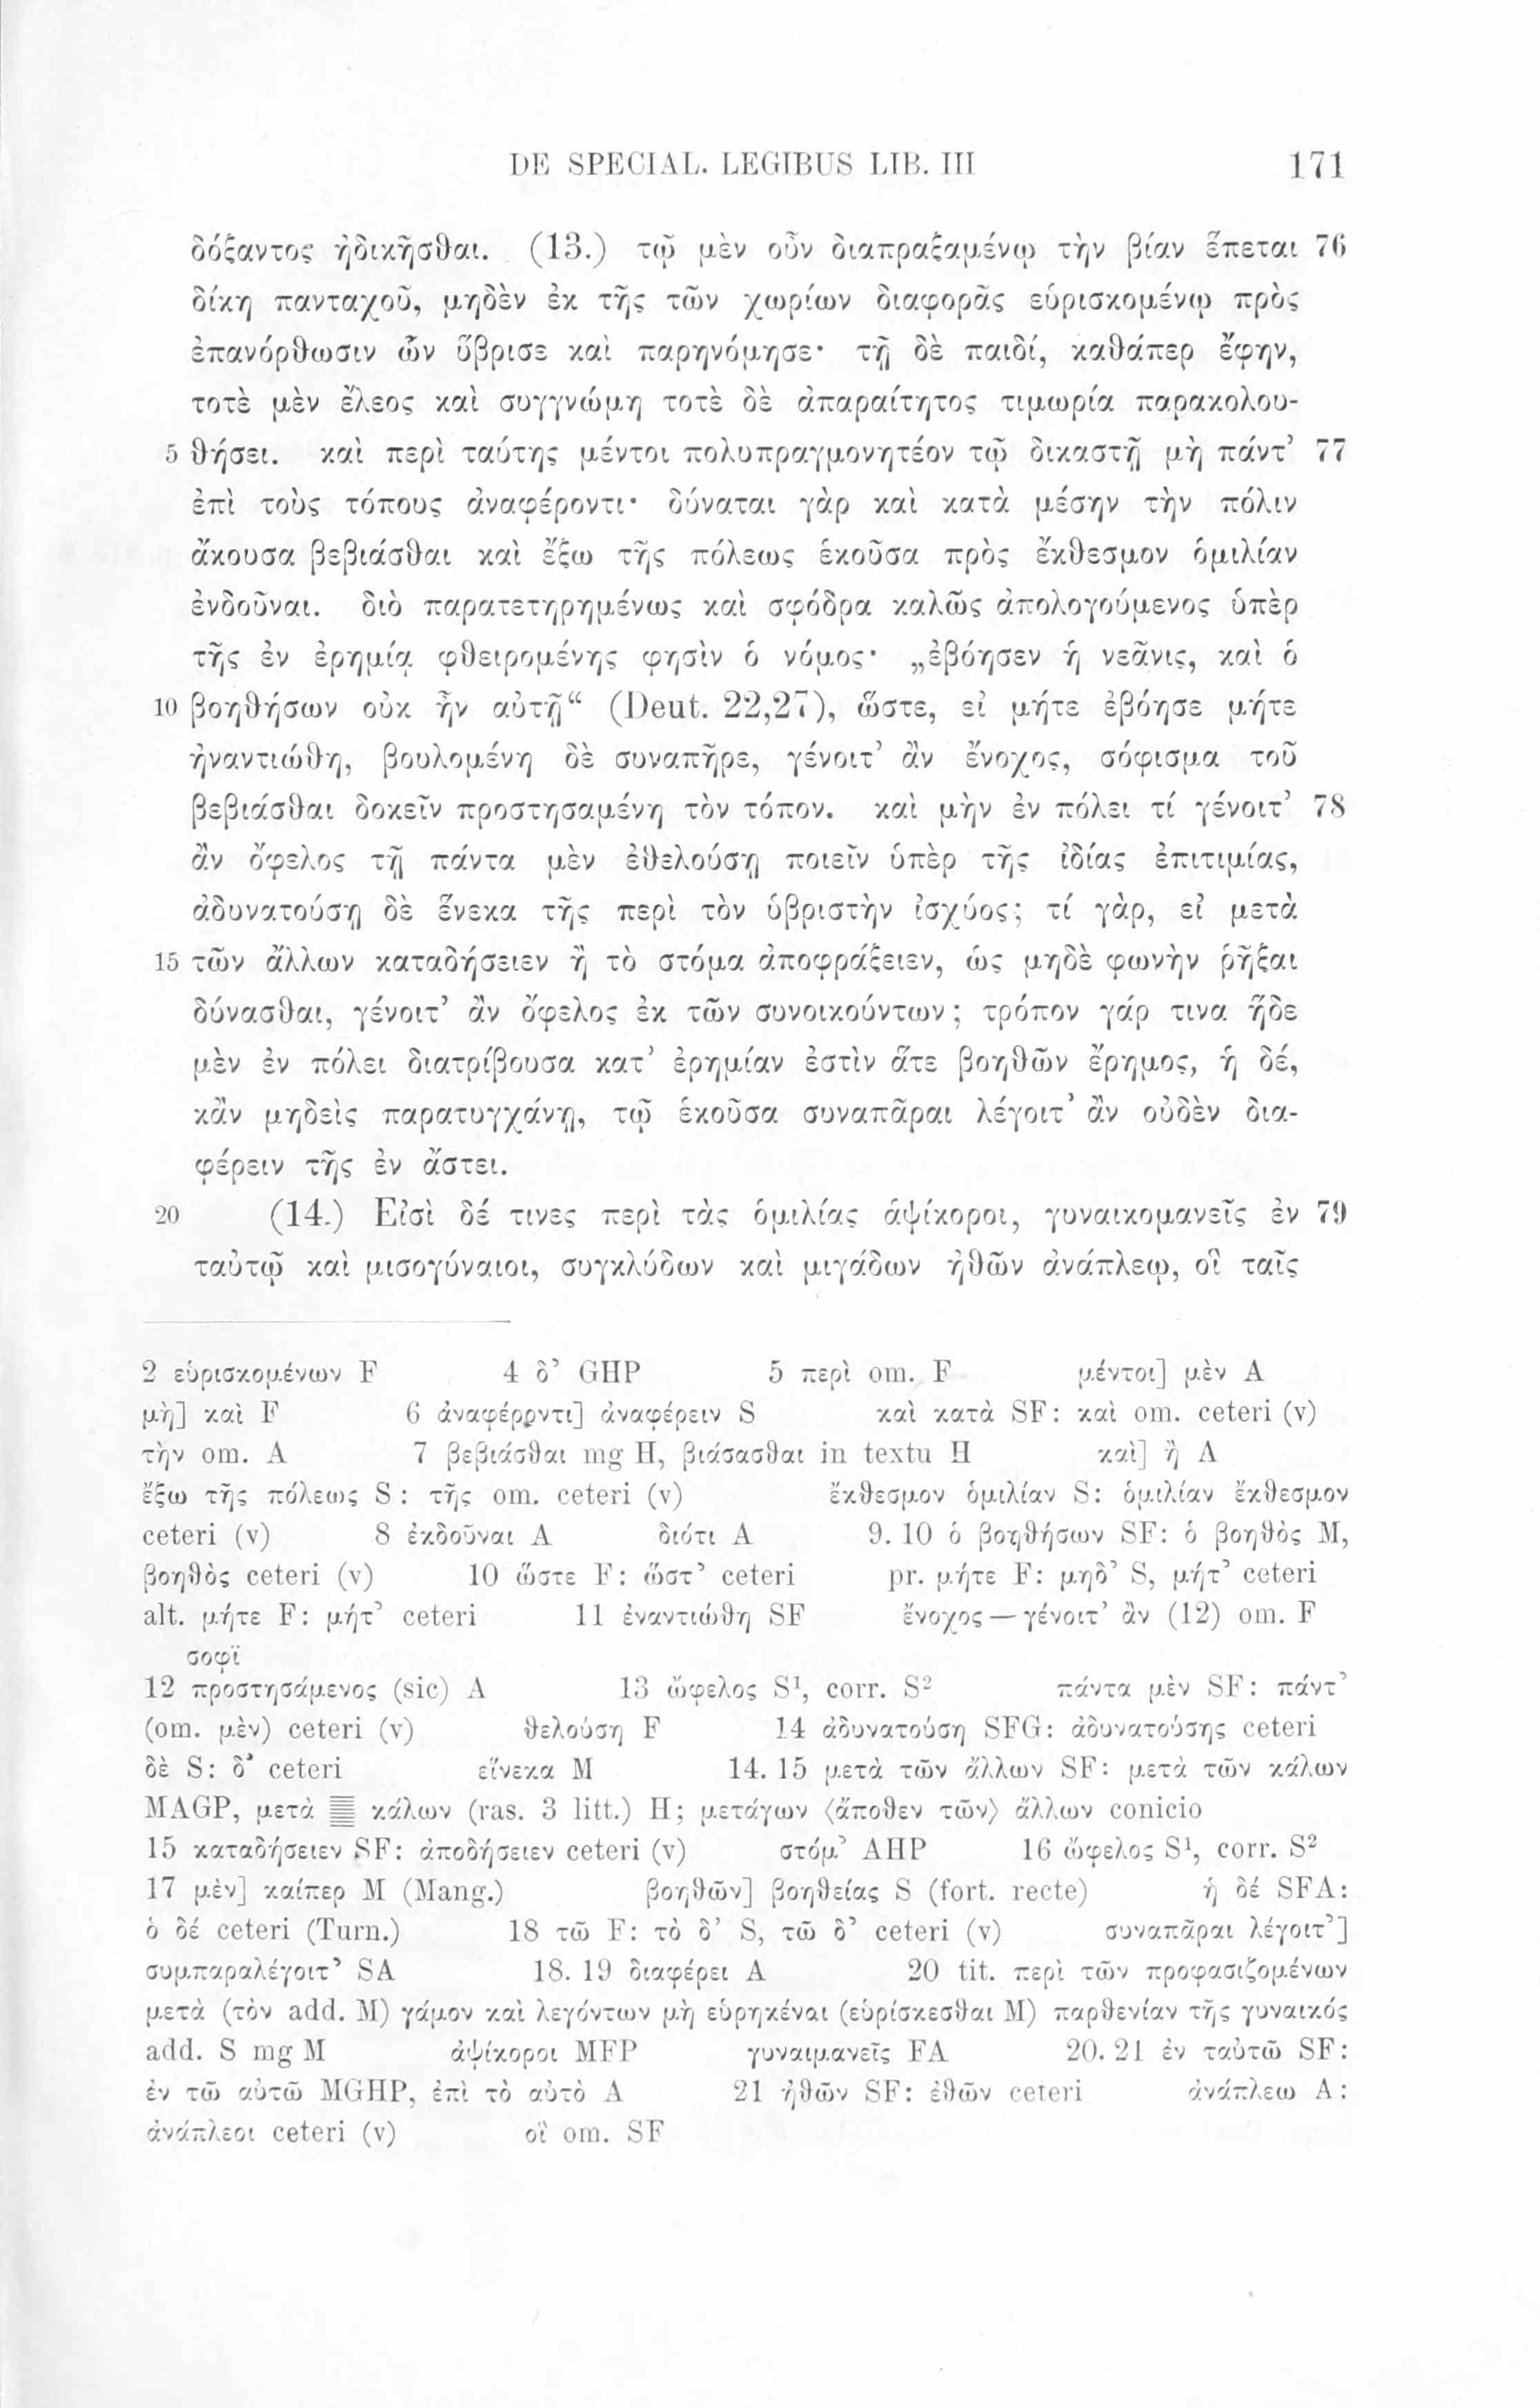 DE SPECIAL. LEGIBUS LIB. III 171
δόξαντος ἠδικῆσθαι. (13.) τῷ μὲν οὖν διαπραξαμένῳ τὴν βίαν ἕπεται 76
δίκη πανταχοῦ, μηδὲν ἐκ τῆς τῶν χωρίων διαφορᾶς εὑρισκομένῳ πρὸς
ἐπανόρθωσιν ὧν ὕβρισε καὶ παρηνόμησε· τῇ δὲ παιδί, καθάπερ ἔφην,
τοτὲ μὲν ἔλεος καὶ συγγνώμη τοτὲ δὲ ἀπαραίτητος τιμωρία παρακολου-
5 θήσει. καὶ περὶ ταύτης μέντοι πολυπραγμονητέον τῷ δικαστῇ μὴ πάντ’ 77
ἐπὶ τοὺς τόπους ἀναφέροντι· δύναται γὰρ καὶ κατὰ μέσην τὴν πόλιν
ἄκουσα βεβιάσθαι καὶ ἔξω τῆς πόλεως ἑκοῦσα πρὸς ἔκθεσμον ὁμιλίαν
ἐνδοῦναι. διὸ παρατετηρημένως καὶ σφόδρα καλῶς ἀπολογούμενος ὑπὲρ
τῆς ἐν ἐρημίᾳ φθειρομένης φησὶν ὁ νόμος· „ἐβόησεν ἡ νεᾶνις, καὶ ὁ
10 βοηθήσων οὐκ ἦν αὐτῇ“ (Deut. 22,27), ὥστε, εἰ μήτε ἐβόησε μήτε
ἠναντιώθη, βουλομένη δὲ συναπῆρε, γένοιτ’ ἂν ἔνοχος, σόφισμα τοῦ
βεβιάσθαι δοκεῖν προστησαμένη τὸν τόπον. καὶ μὴν ἐν πόλει τί γένοιτ’ 78
ἂν ὄφελος τῇ πάντα μὲν ἐθελούσῃ ποιεῖν ὑπὲρ τῆς ἰδίας ἐπιτιμίας,
ἀδυνατούσῃ δὲ ἕνεκα τῆς περὶ τὸν ὑβριστὴν ἰσχύος; τί γὰρ, εἰ μετὰ
15 τῶν ἄλλων καταδήσειεν ἢ τὸ στόμα ἀποφράξειεν, ὡς μηδὲ φωνὴν ῥῆξαι
δύνασθαι, γένοιτ’ ἂν ὄφελος ἐκ τῶν συνοικούντων; τρόπον γάρ τινα ἥδε
μὲν ἐν πόλει διατρίβουσα κατ’ ἐρημίαν ἐστὶν ἅτε βοηθῶν ἔρημος, ἡ δέ,
κἂν μηδεὶς παρατυγχάνῃ, τῷ ἑκοῦσα συναπᾶραι λέγοιτ’ ἂν οὐδὲν δια-
φέρειν τῆς ἐν ἄστει.
20 (14.) Εἰσὶ δέ τινες περὶ τὰς ὁμιλίας ἁψίκοροι, γυναικομανεῖς ἐν 79
ταὐτῷ καὶ μισογύναιοι, συγκλύδων καὶ μιγάδων ἠθῶν ἀνάπλεῳ, οἳ ταῖς
2 εὑρισκομένων F 4 δ’ GHP 5 περὶ om. F μέντοι] μὲν A
μὴ] καὶ F 6 ἀναφέροντι] ἀναφέρειν S καὶ κατὰ SF: καὶ om. ceteri (v)
τὴν om. A 7 βεβιάσθαι mg H, βιάσασθαι in textu H καὶ] ἢ A
ἔξω τῆς πόλεως S: τῆς om. ceteri (v) ἔκθεσμον ὁμιλίαν S: ὁμιλίαν ἔκθεσμον
ceteri (v) 8 ἐκδοῦναι A διότι A 9. 10 ὁ βοηθήσων SF: ὁ βοηθὸς M,
βοηθὸς ceteri (v) 10 ὥστε F: ὥστ’ ceteri pr. μήτε F: μηδ’ S, μήτ’ ceteri
alt. μήτε F: μήτ’ ceteri 11 ἐναντιώθη SF ἔνοχος — γένοιτ’ ἂν (12) om. F
σοφϊ
12 προστησάμενος (sic) A 13 ὤφελος S¹, corr. S² πάντα μὲν SF: πάντ’
(om. μὲν) ceteri (v) θελούση F 14 ἀδυνατούση SFG: ἀδυνατούσης ceteri
δὲ S: δ’ ceteri εἵνεκα M 14. 15 μετὰ τῶν ἄλλων SF: μετὰ τῶν κάλων
MAGP, μετὰ κάλων (ras. 3 litt.) H; μετάγων ⟨ἄποθεν τῶν⟩ ἄλλων conicio
15 καταδήσειεν SF: ἀποδήσειεν ceteri (v) στόμ’ AHP 16 ὤφελος S¹, corr. S²
17 μὲν] καίπερ M (Mang.) βοηθῶν] βοηθείας S (fort. recte) ἡ δέ SFA:
ὁ δέ ceteri (Turn.) 18 τῶ F: τὸ δ’ S, τῶ δ’ ceteri (v) συναπᾶραι λέγοιτ’]
συμπαραλέγοιτ’ SA 18. 19 διαφέρει A 20 tit. περὶ τῶν προφασιζομένων
μετὰ (τὸν add. M) γάμον καὶ λεγόντων μὴ εὑρηκέναι (εὑρίσκεσθαι M) παρθενίαν τῆς γυναικός
add. S mg M ἀψίκοροι MFP γυναιμανεῖς FA 20. 21 ἐν ταὐτῶ SF:
ἐν τῶ αὐτῶ MGHP, ἐπὶ τὸ αὐτὸ A 21 ἠθῶν SF: ἐθῶν ceteri ἀνάπλεω A:
ἀνάπλεοι ceteri (v) οἳ om. SF